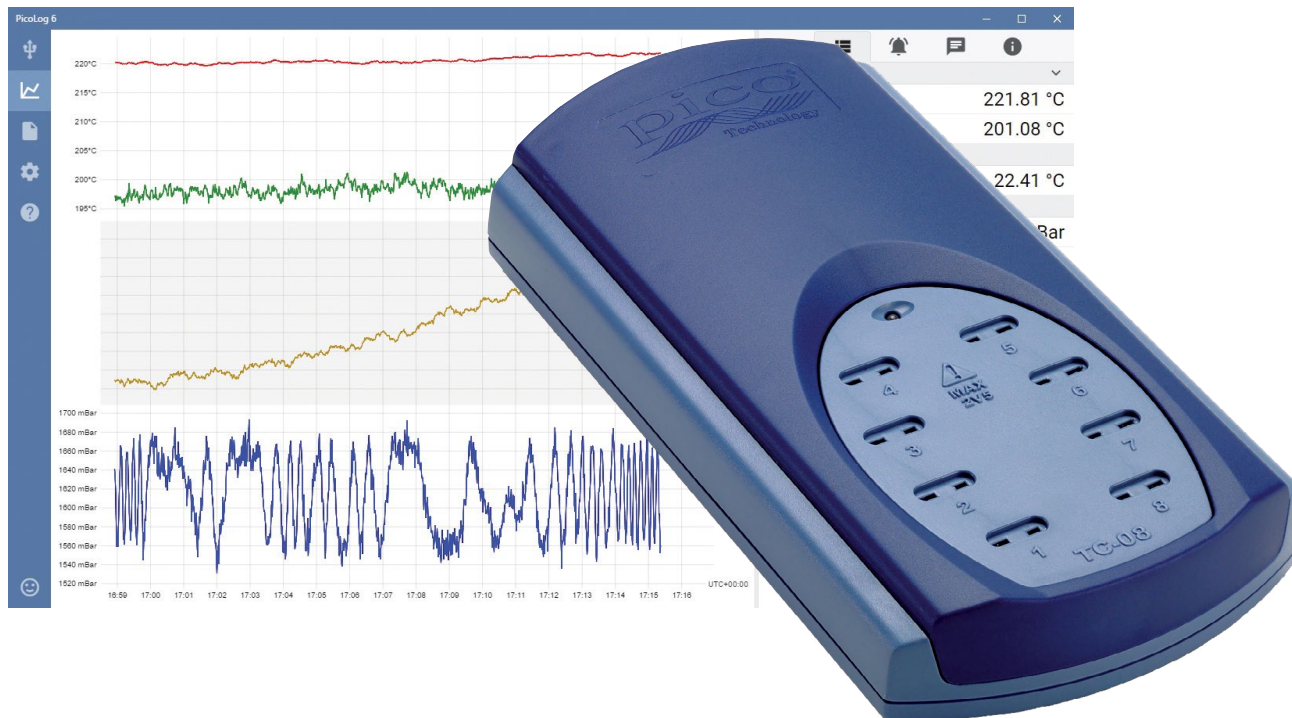 PicoLog 6
220°C
215°C
210°C
205°C
200°C
195°C
1700 mBar
1680 mBar
1660 mBar
1640 mBar
1620 mBar
1600 mBar
1580 mBar
1560 mBar
1540 mBar
1520 mBar
16:59 17:00 17:01 17:02 17:03 17:04 17:05 17:06 17:07 17:08 17:09 17:10 17:11 17:12 17:13 17:14 17:15 17:16
UTC+00:00
221.81 °C
201.08 °C
22.41 °C
Bar
pico
Technology
MAX
2V5
4
3
2
1
5
6
7
8
TC-08